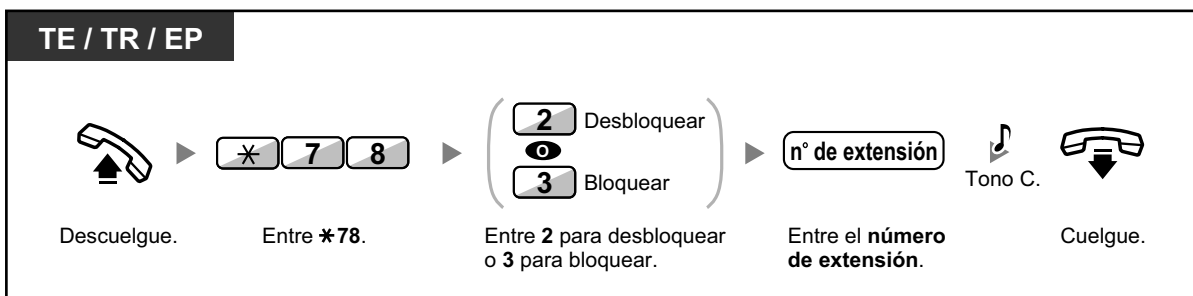 TE / TR / EP
✳ 7 8
2 Desbloquear
o
3 Bloquear
n° de extensión
Tono C.
Descuelgue.
Entre ✳78.
Entre 2 para desbloquear
o 3 para bloquear.
Entre el número
de extensión.
Cuelgue.